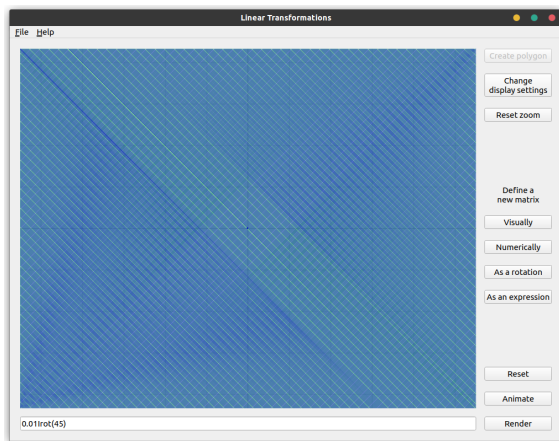 Linear Transformations
File Help
Create polygon
Change
display settings
Reset zoom
Define a
new matrix
Visually
Numerically
As a rotation
As an expression
Reset
Animate
0.01Irot(45)
Render